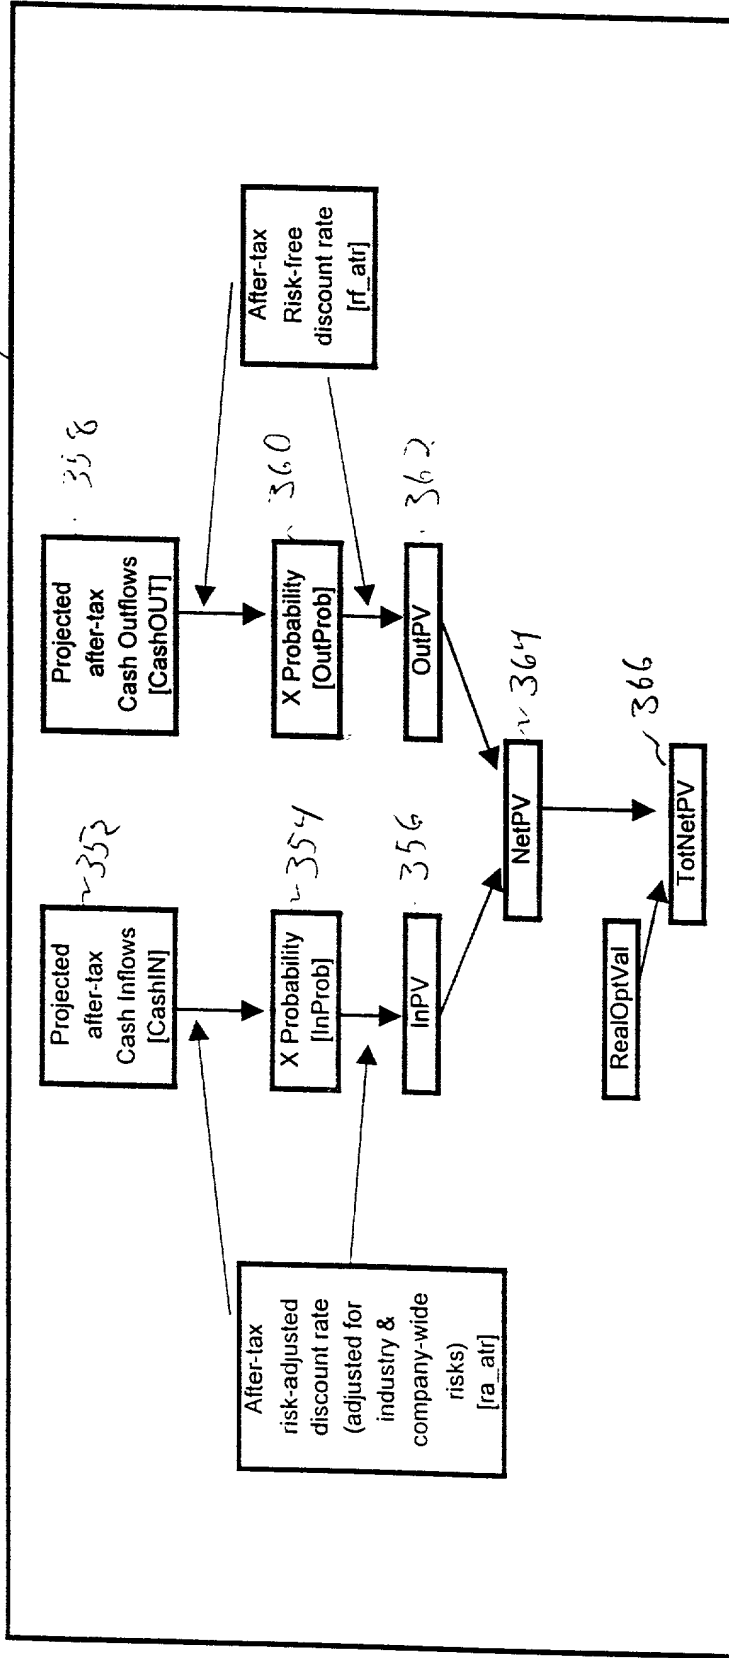 Projected
after-tax
Cash Inflows
[CashIN]
Projected
after-tax
Cash Outflows
[CashOUT]
358
After-tax
risk-adjusted
discount rate
(adjusted for
industry &
company-wide
risks)
[ra_atr]
After-tax
Risk-free
discount rate
[rf_atr]
X Probability
[InProb]
354
X Probability
[OutProb]
360
InPV
356
OutPV
362
NetPV
364
RealOptVal
TotNetPV
366